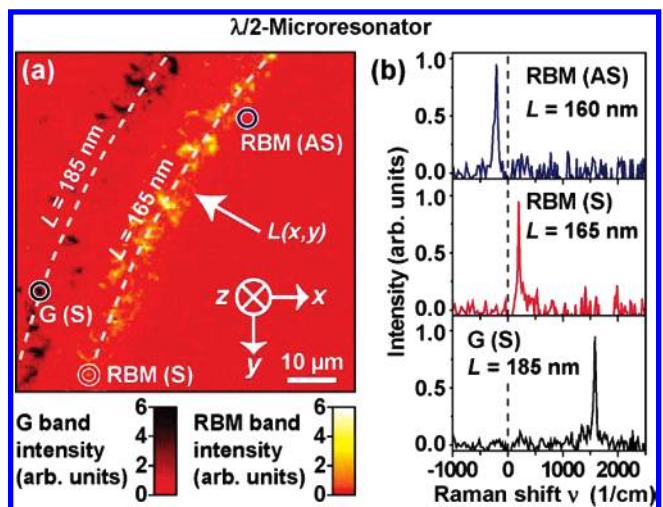 λ/2-Microresonator
(a)
L = 185 nm
L = 165 nm
RBM (AS)
L(x,y)
G (S)
z
x
y
RBM (S)
10 μm
G band
intensity
(arb. units)
6
4
2
0
RBM band
intensity
(arb. units)
6
4
2
0
(b)
Intensity (arb. units)
1.0
0.5
0.0
RBM (AS)
L = 160 nm
1.0
0.5
0.0
RBM (S)
L = 165 nm
1.0
0.5
0.0
G (S)
L = 185 nm
-1000 0 1000 2000
Raman shift ν (1/cm)